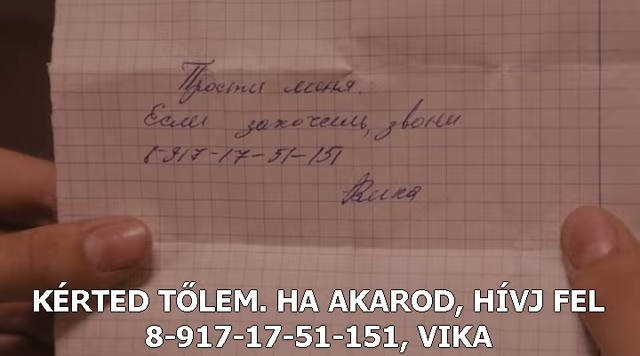 Прости меня.
Если захочешь, звони
8-917-17-51-151
Вика
KÉRTED TŐLEM. HA AKAROD, HÍVJ FEL
8-917-17-51-151, VIKA